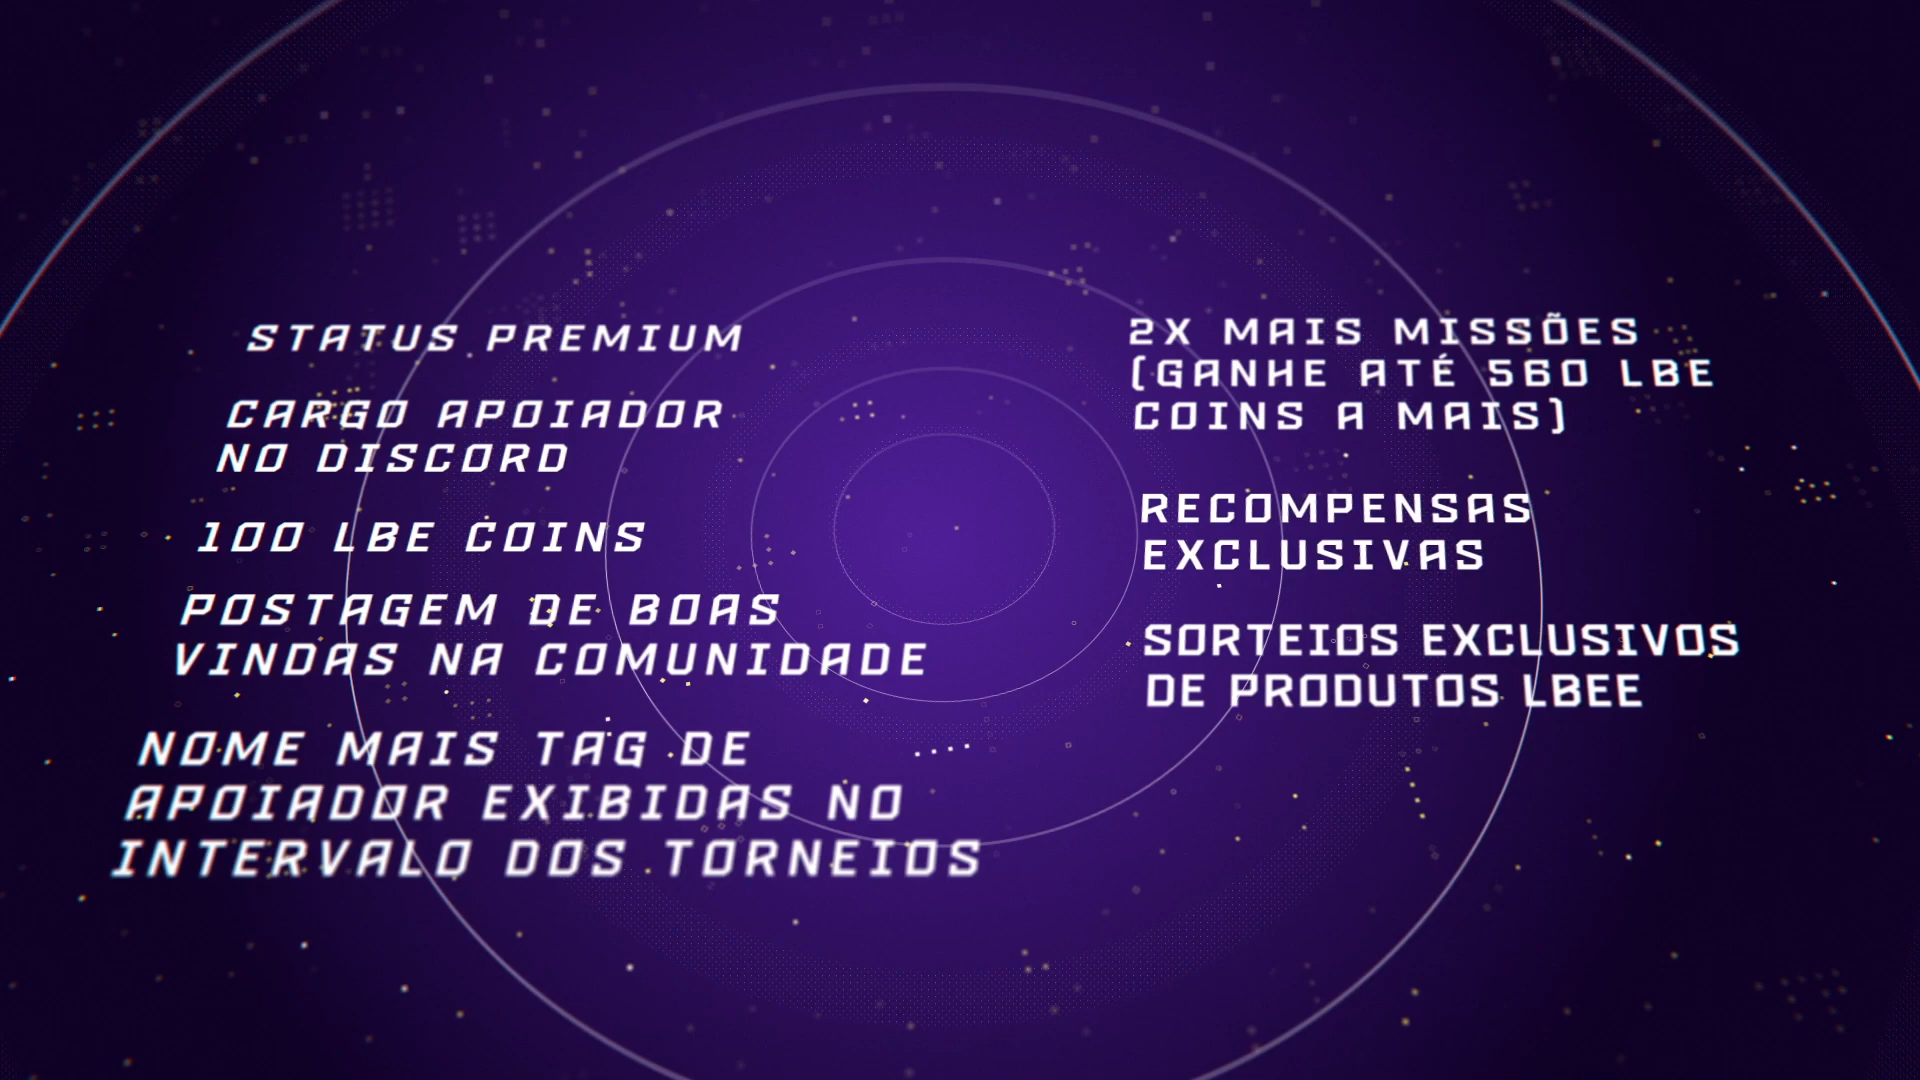 STATUS PREMIUM
CARGO APOIADOR
NO DISCORD
100 LBE COINS
POSTAGEM DE BOAS
VINDAS NA COMUNIDADE
NOME MAIS TAG DE
APOIADOR EXIBIDAS NO
INTERVALO DOS TORNEIOS
2X MAIS MISSÕES
(GANHE ATÉ 560 LBE
COINS A MAIS)
RECOMPENSAS
EXCLUSIVAS
SORTEIOS EXCLUSIVOS
DE PRODUTOS LBEE